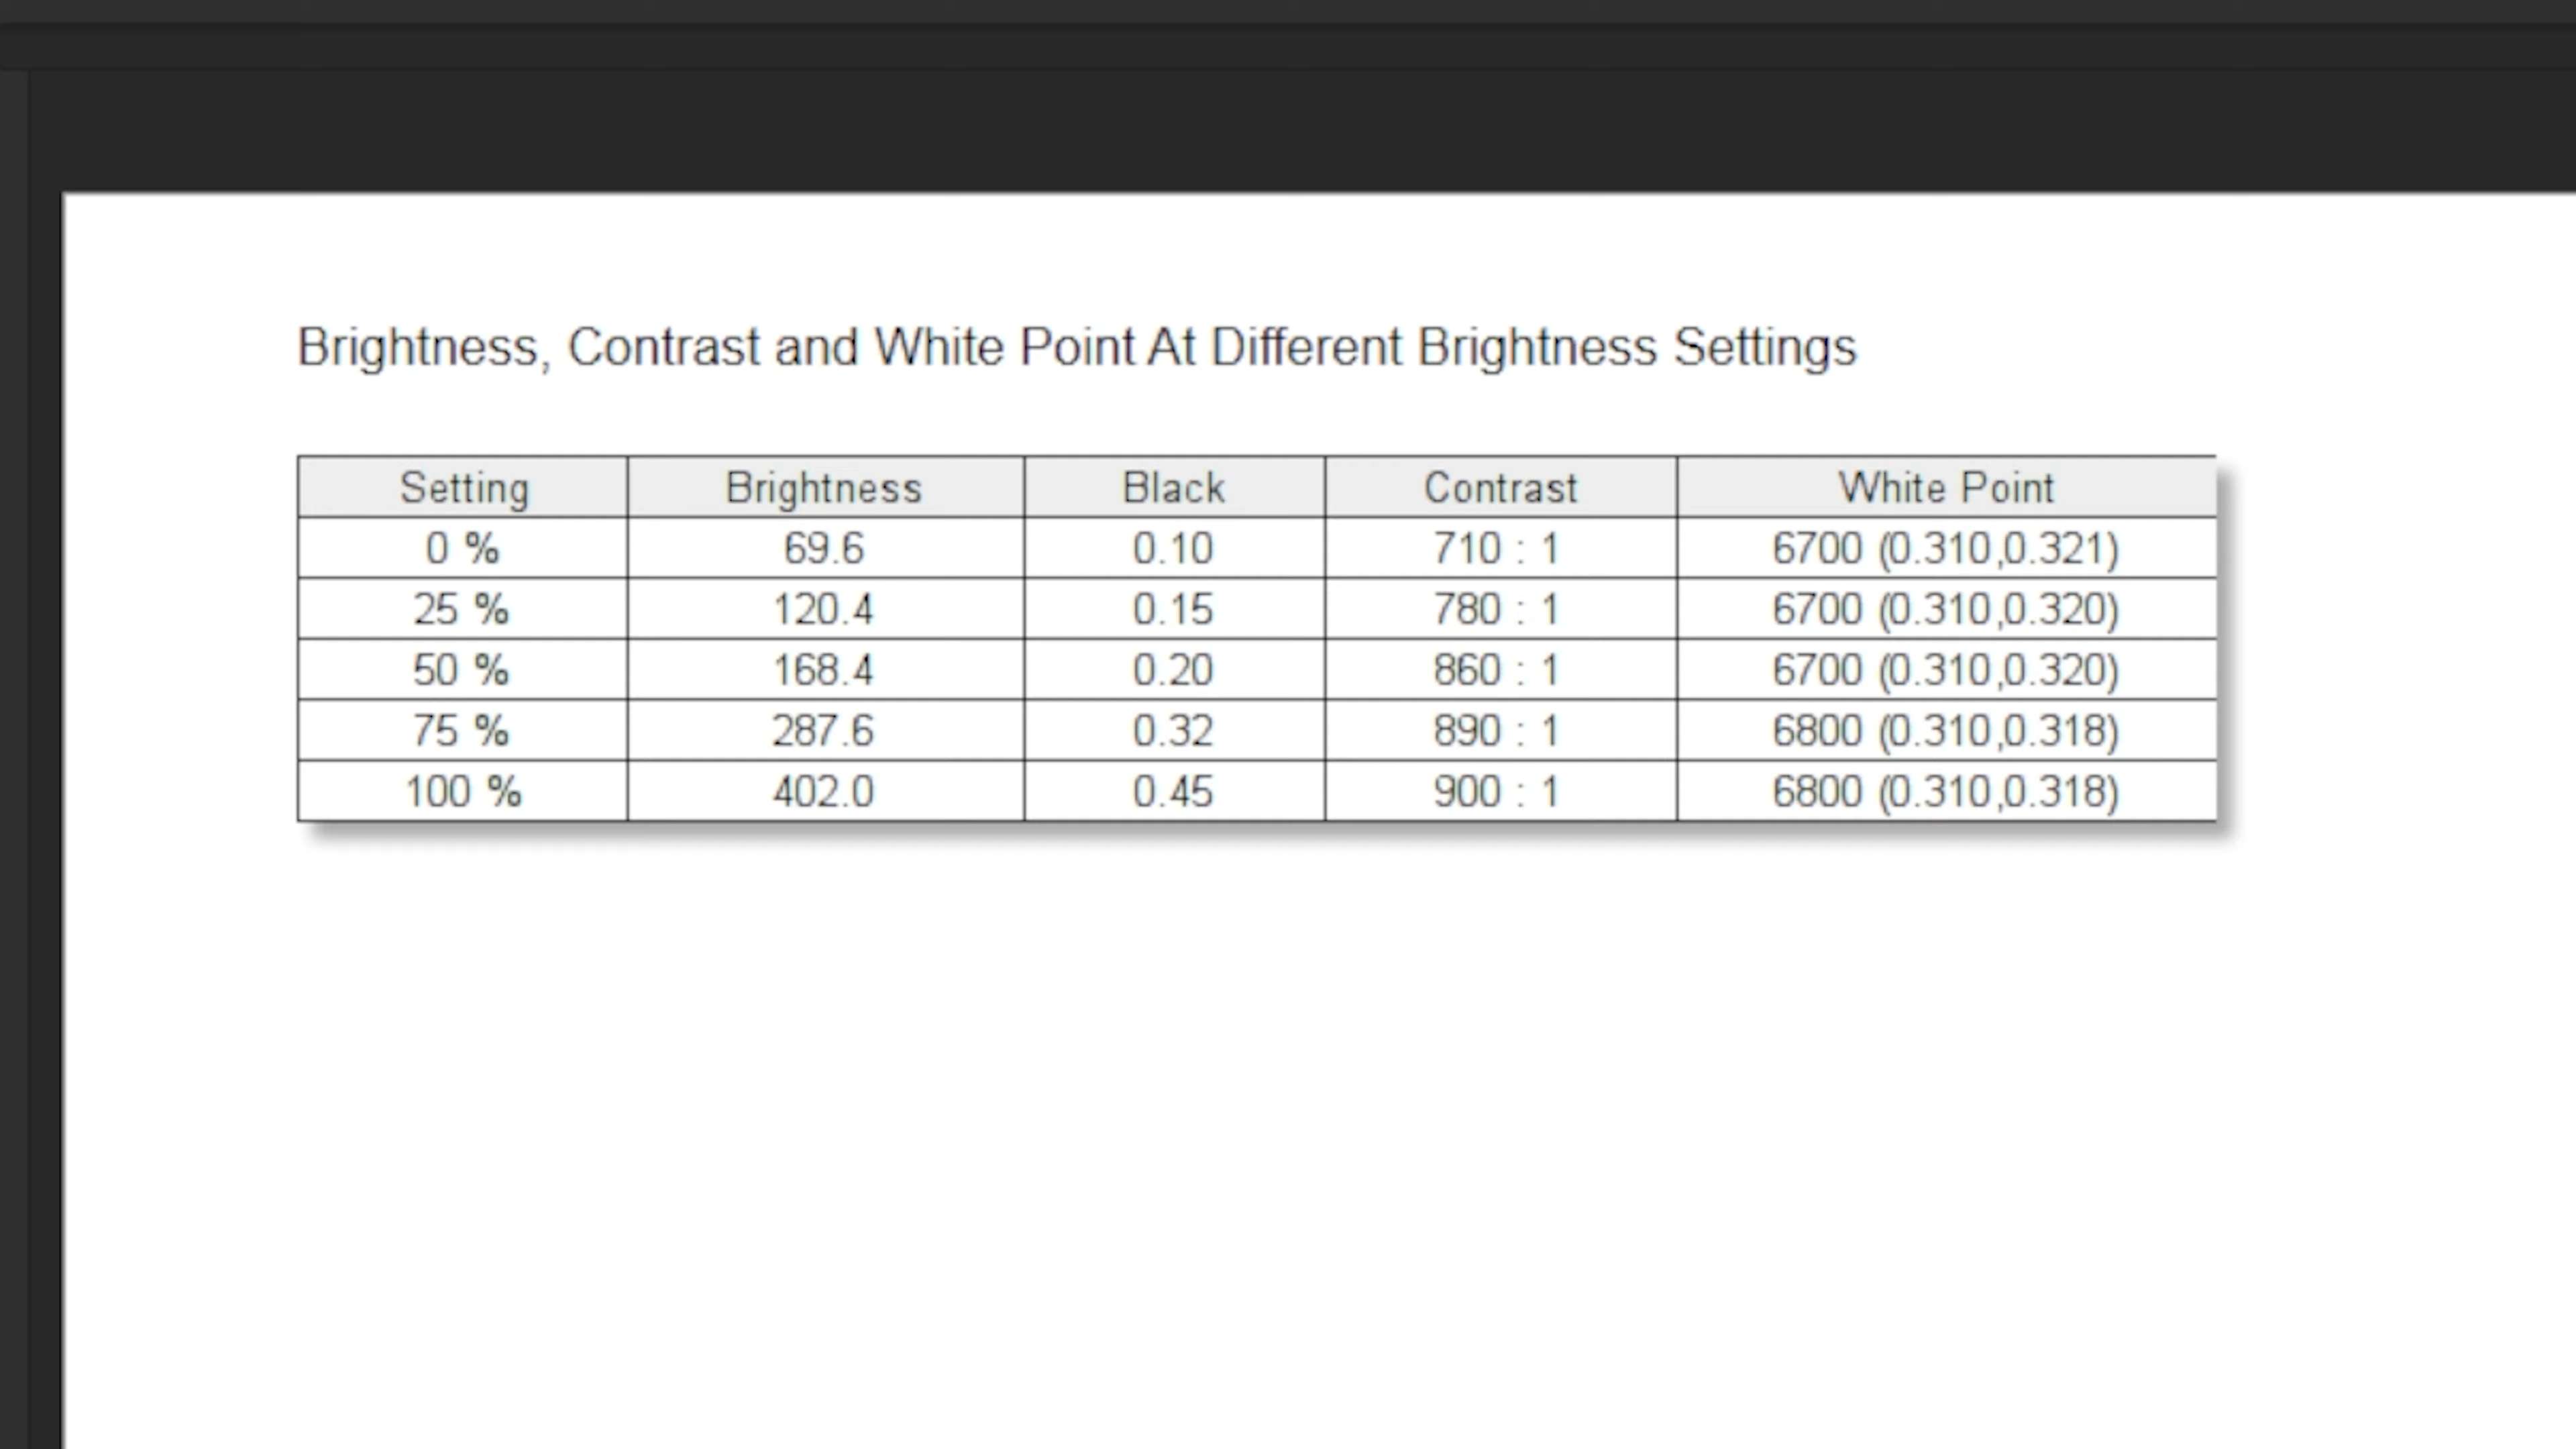 Brightness, Contrast and White Point At Different Brightness Settings
Setting Brightness Black Contrast White Point
0 % 69.6 0.10 710 : 1 6700 (0.310,0.321)
25 % 120.4 0.15 780 : 1 6700 (0.310,0.320)
50 % 168.4 0.20 860 : 1 6700 (0.310,0.320)
75 % 287.6 0.32 890 : 1 6800 (0.310,0.318)
100 % 402.0 0.45 900 : 1 6800 (0.310,0.318)